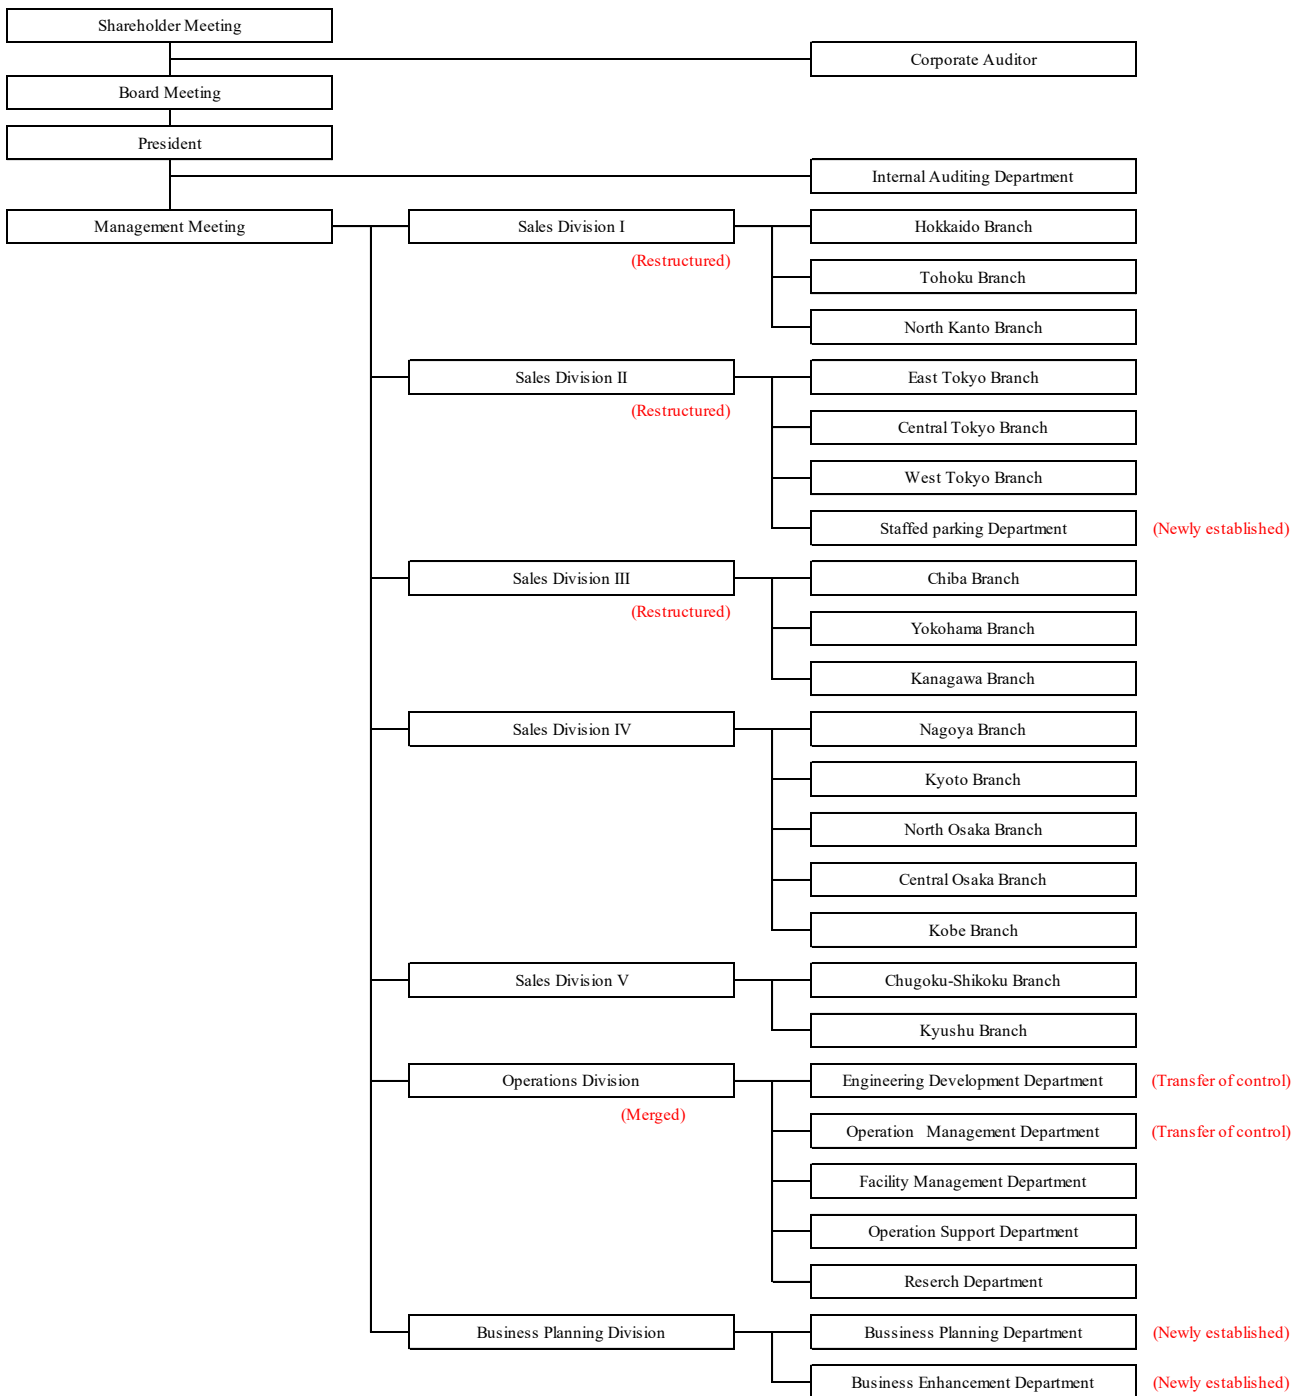 Shareholder Meeting
Corporate Auditor
Board Meeting
President
Internal Auditing Department
Management Meeting
Sales Division I
Hokkaido Branch
(Restructured)
Tohoku Branch
North Kanto Branch
Sales Division II
East Tokyo Branch
(Restructured)
Central Tokyo Branch
West Tokyo Branch
Staffed parking Department
(Newly established)
Sales Division III
Chiba Branch
(Restructured)
Yokohama Branch
Kanagawa Branch
Sales Division IV
Nagoya Branch
Kyoto Branch
North Osaka Branch
Central Osaka Branch
Kobe Branch
Sales Division V
Chugoku-Shikoku Branch
Kyushu Branch
Operations Division
Engineering Development Department
(Transfer of control)
(Merged)
Operation   Management Department
(Transfer of control)
Facility Management Department
Operation Support Department
Reserch Department
Business Planning Division
Bussiness Planning Department
(Newly established)
Business Enhancement Department
(Newly established)